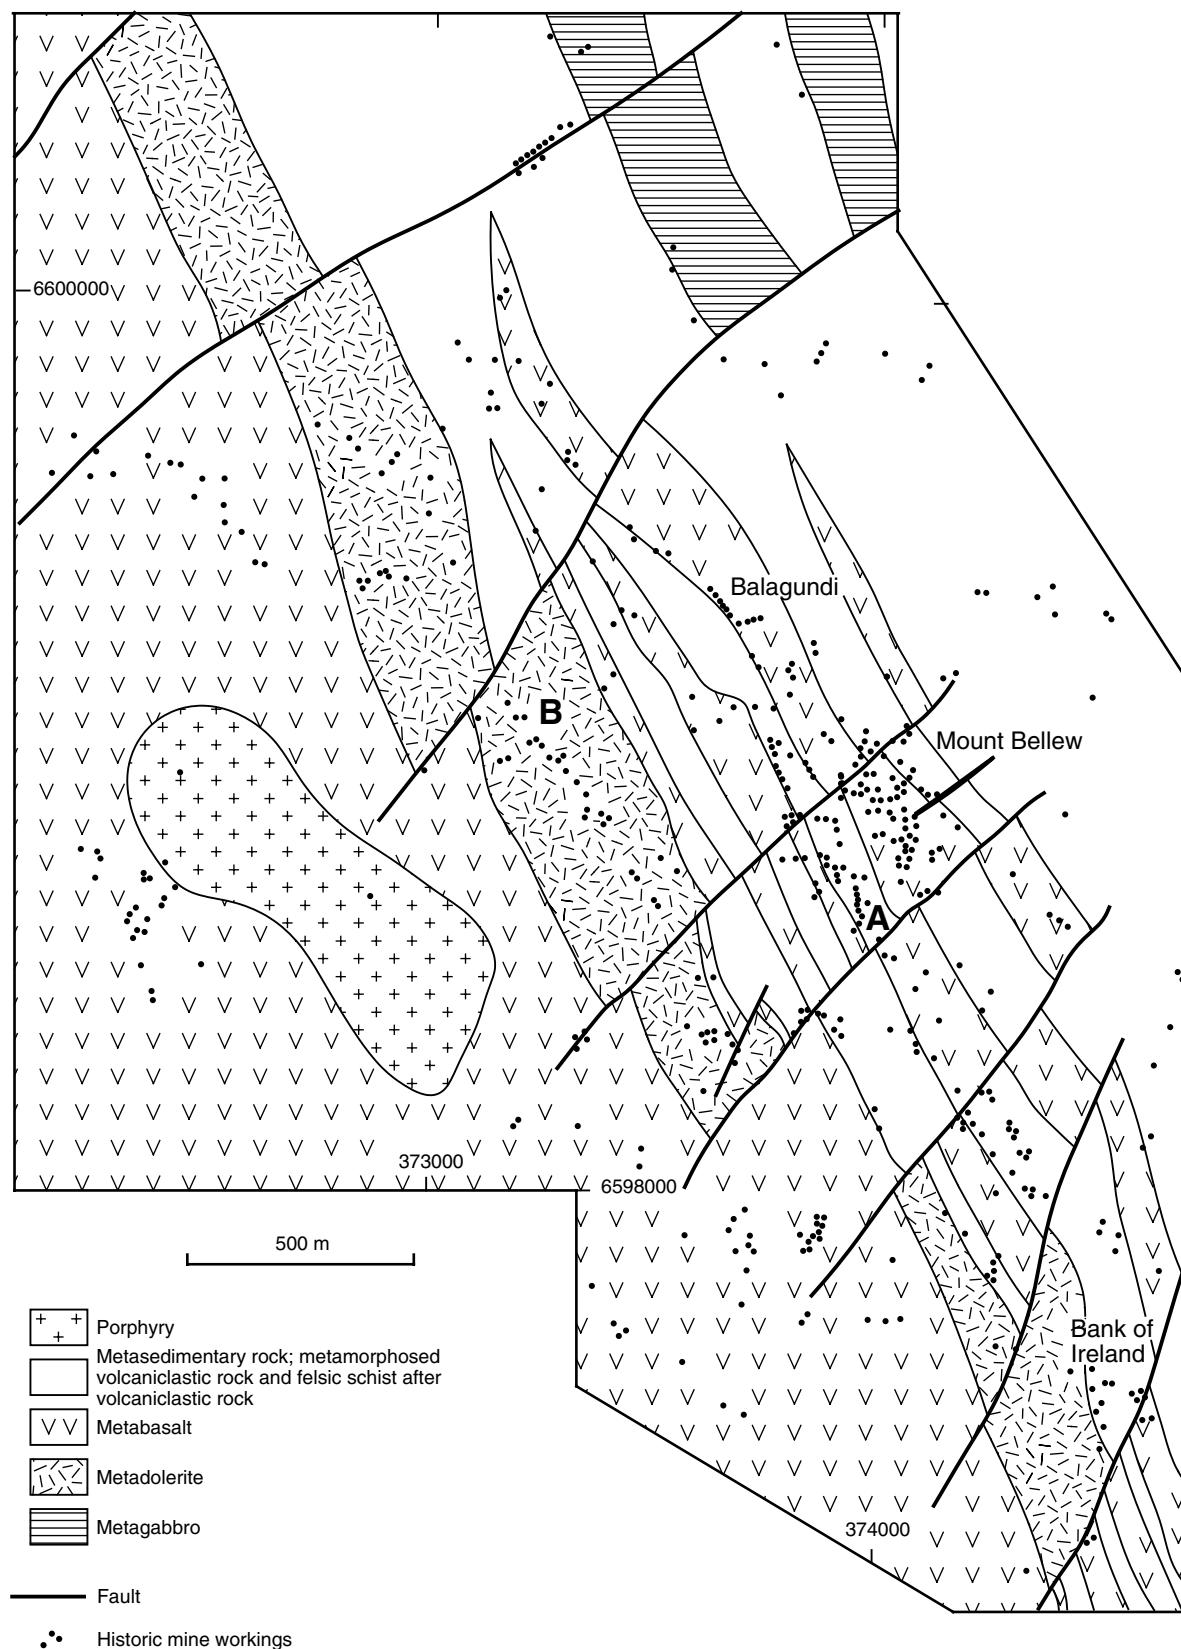 6600000
Balagundi
B
Mount Bellew
A
373000
6598000
500 m
Bank of
Ireland
Porphyry
Metasedimentary rock; metamorphosed
volcaniclastic rock and felsic schist after
volcaniclastic rock
Metabasalt
Metadolerite
Metagabbro
374000
Fault
Historic mine workings